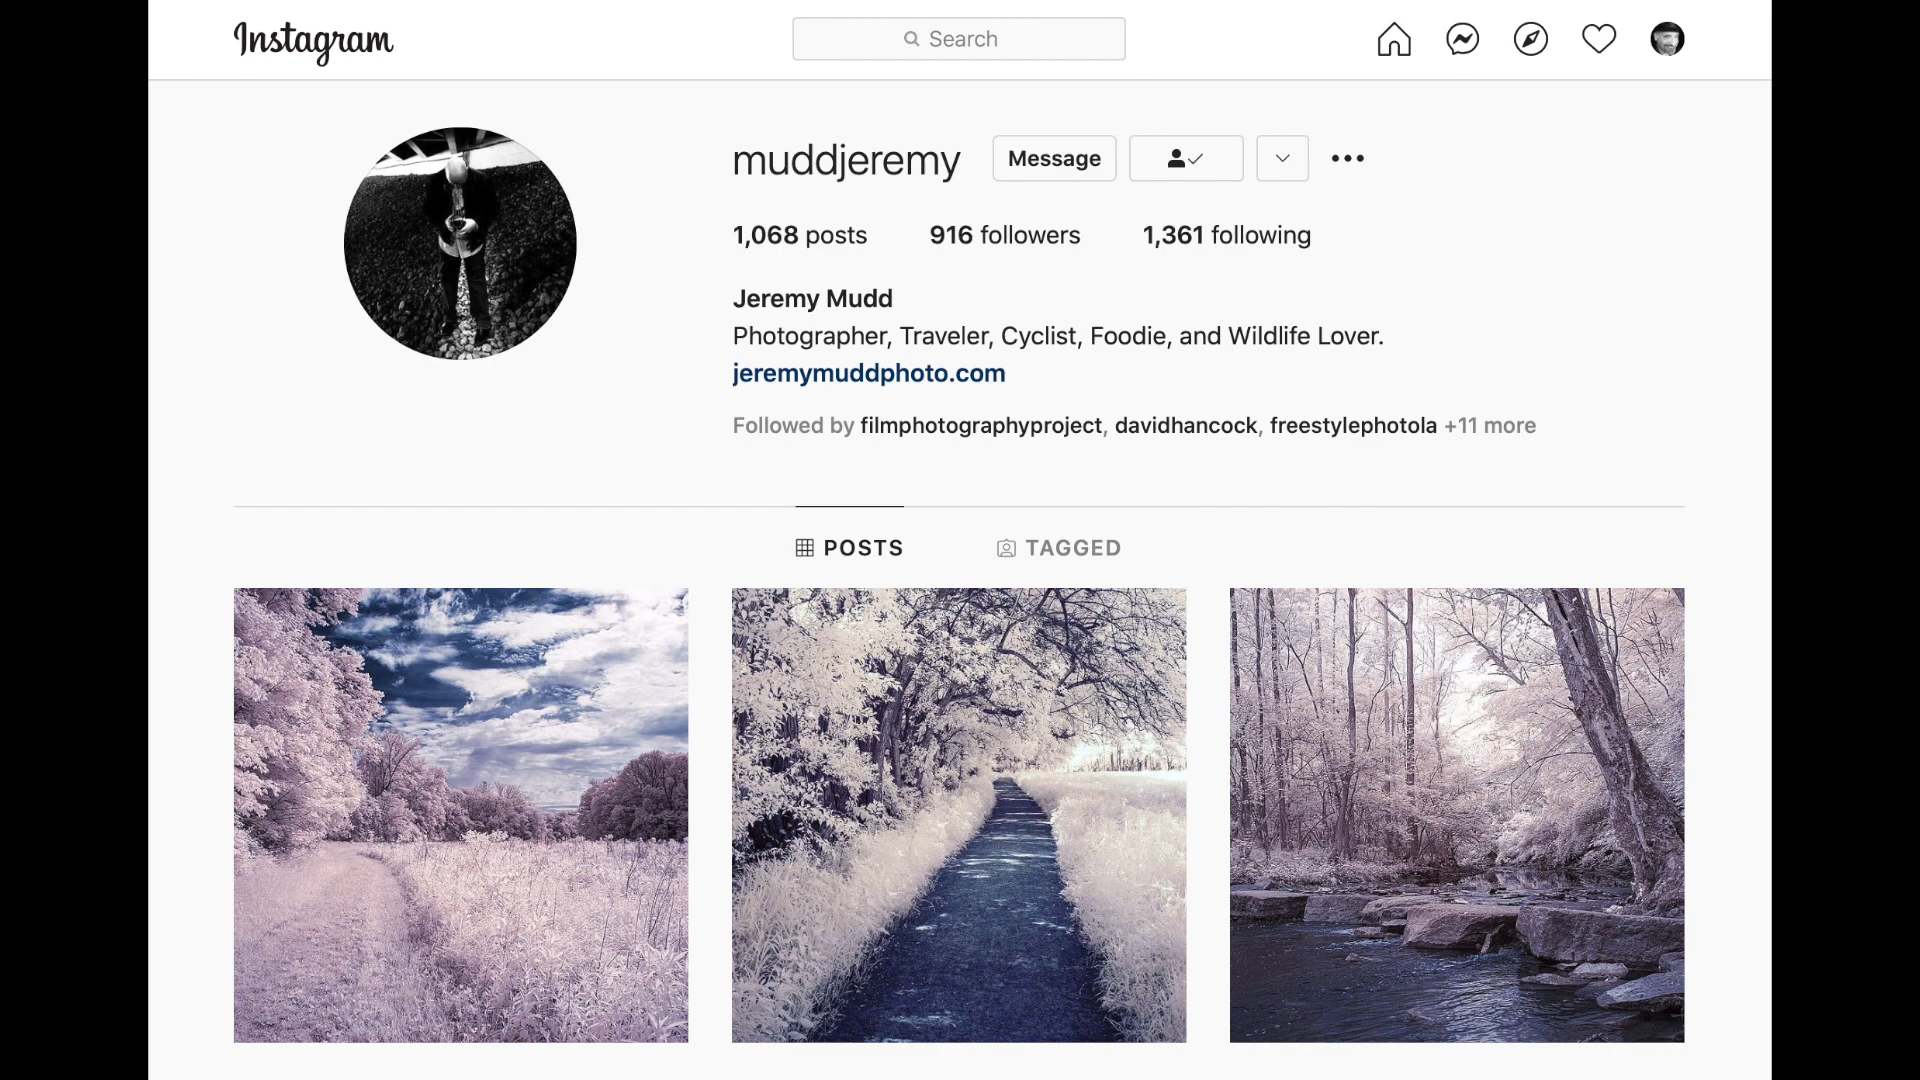 Instagram
Search
muddjeremy Message
1,068 posts 916 followers 1,361 following
Jeremy Mudd
Photographer, Traveler, Cyclist, Foodie, and Wildlife Lover.
jeremymuddphoto.com
Followed by filmphotographyproject, davidhancock, freestylephotola +11 more
POSTS TAGGED